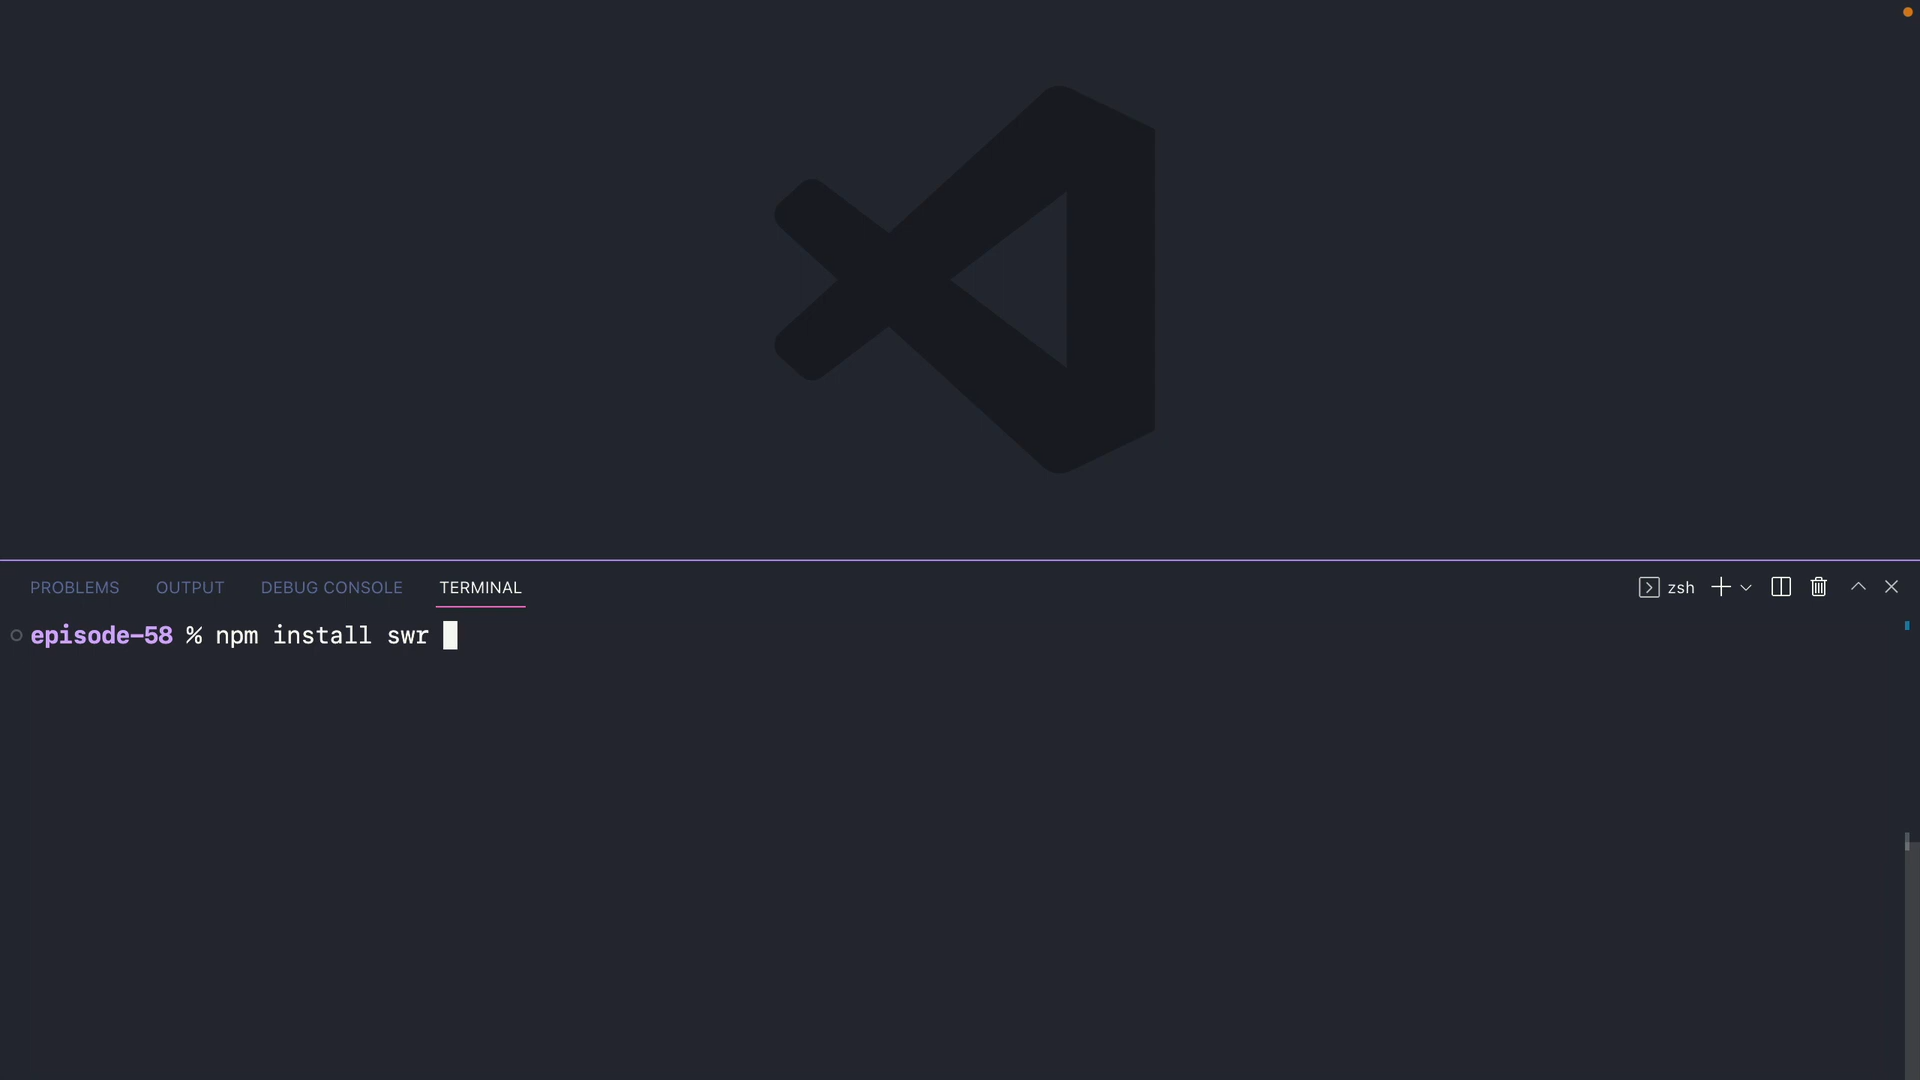 PROBLEMS OUTPUT DEBUG CONSOLE TERMINAL zsh
episode-58 % npm install swr